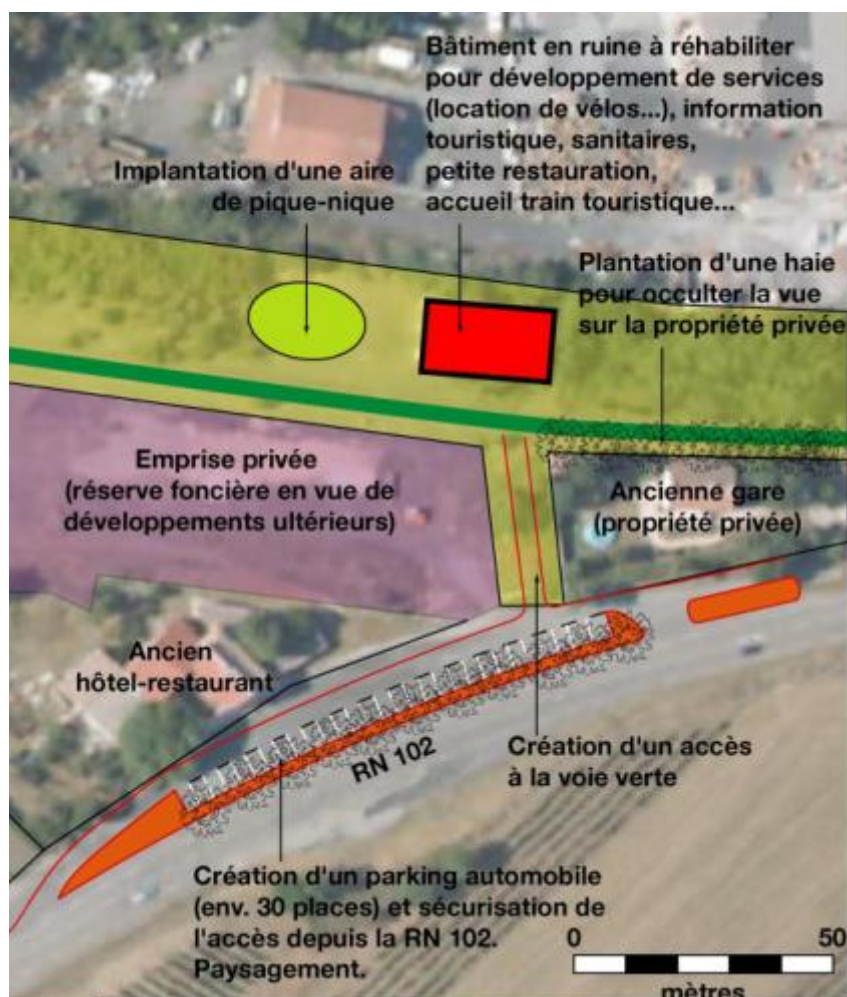 Bâtiment en ruine à réhabiliter
pour développement de services
(location de vélos...), information
touristique, sanitaires,
petite restauration,
accueil train touristique...
Implantation d'une aire
de pique-nique
Plantation d'une haie
pour occulter la vue
sur la propriété privée
Emprise privée
(réserve foncière en vue de
développements ultérieurs)
Ancienne gare
(propriété privée)
Ancien
hôtel-restaurant
RN 102
Création d'un accès
à la voie verte
Création d'un parking automobile
(env. 30 places) et sécurisation de
l'accès depuis la RN 102.
Paysagement.
0 50
mètres